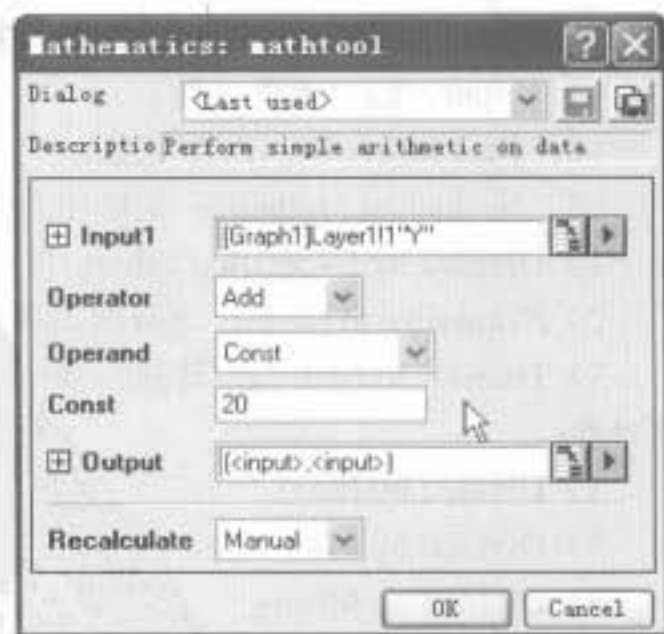 Mathematics: mathtool
Dialog <Last used>
Descriptio Perform simple arithmetic on data
Input1 [Graph1]Layer1!1"Y"
Operator Add
Operand Const
Const 20
Output (<input>,<input>)
Recalculate Manual
OK Cancel